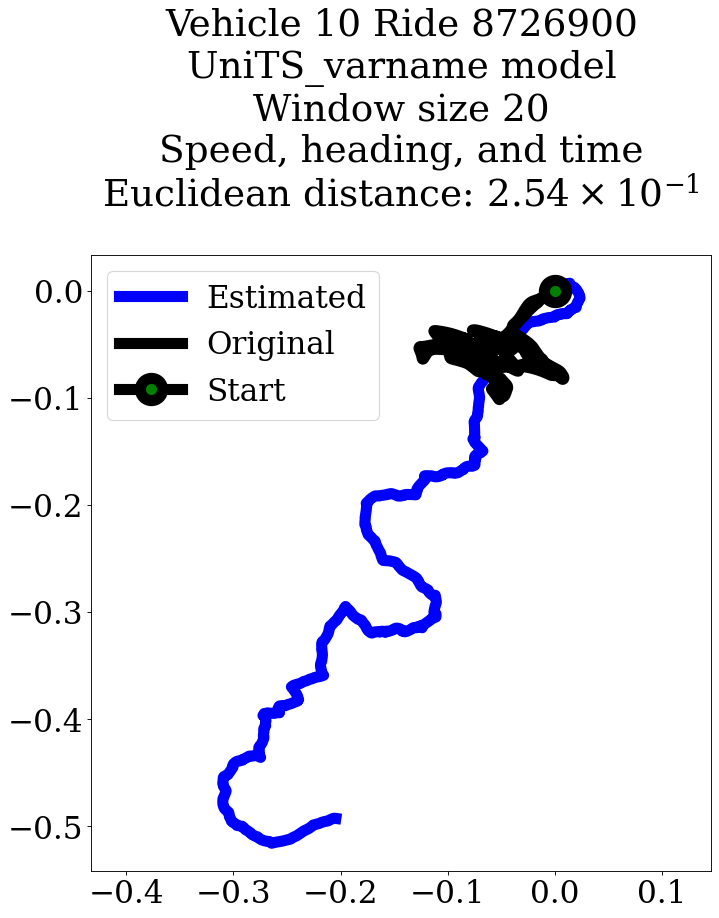 Vehicle 10 Ride 8726900
UniTS_varname model
Window size 20
Speed, heading, and time
Euclidean distance: 2.54 × 10⁻¹
Estimated
Original
Start
0.0
−0.1
−0.2
−0.3
−0.4
−0.5
−0.4 −0.3 −0.2 −0.1 0.0 0.1